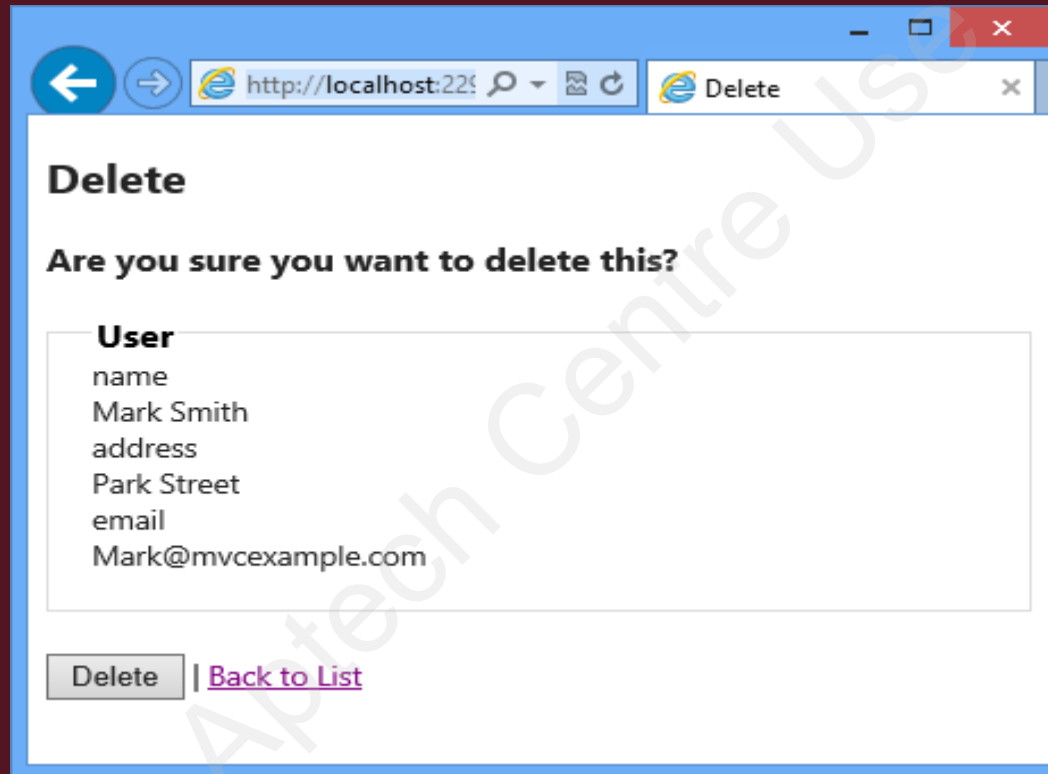 http://localhost:229
Delete
Delete
Are you sure you want to delete this?
User
name
Mark Smith
address
Park Street
email
Mark@mvcexample.com
Delete | Back to List
Aptech Centre Use